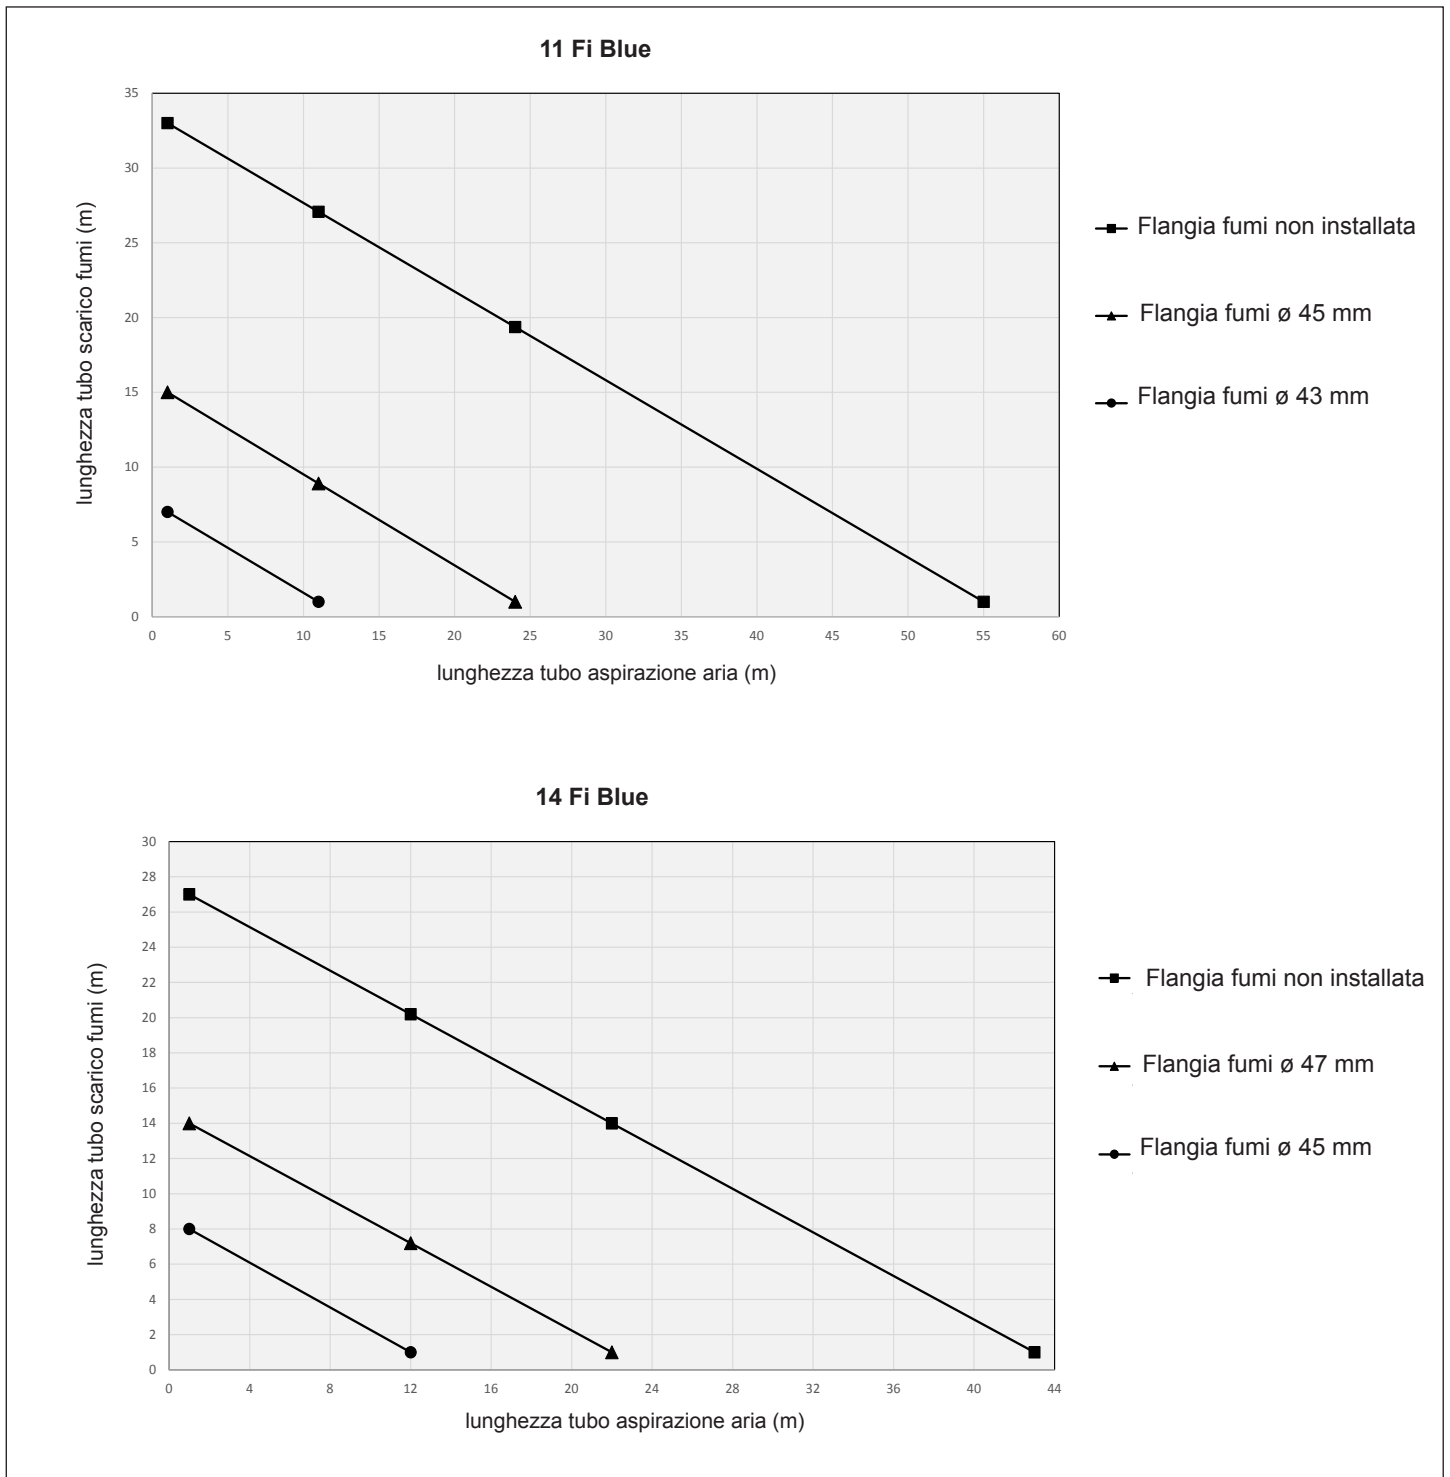 11 Fi Blue
35
30
25
20
15
10
5
0
lunghezza tubo scarico fumi (m)
0 5 10 15 20 25 30 35 40 45 50 55 60
lunghezza tubo aspirazione aria (m)
Flangia fumi non installata
Flangia fumi ø 45 mm
Flangia fumi ø 43 mm
14 Fi Blue
30
28
26
24
22
20
18
16
14
12
10
8
6
4
2
0
lunghezza tubo scarico fumi (m)
0 4 8 12 16 20 24 28 32 36 40 44
lunghezza tubo aspirazione aria (m)
Flangia fumi non installata
Flangia fumi ø 47 mm
Flangia fumi ø 45 mm